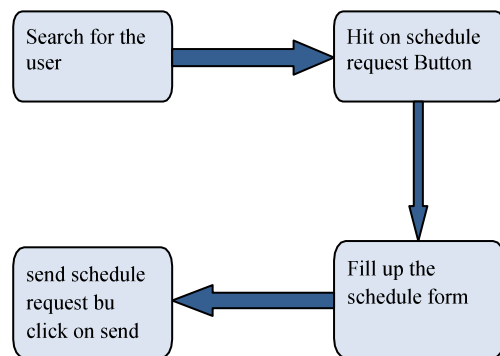 Search for the
user
Hit on schedule
request Button
Fill up the
schedule form
send schedule
request bu
click on send